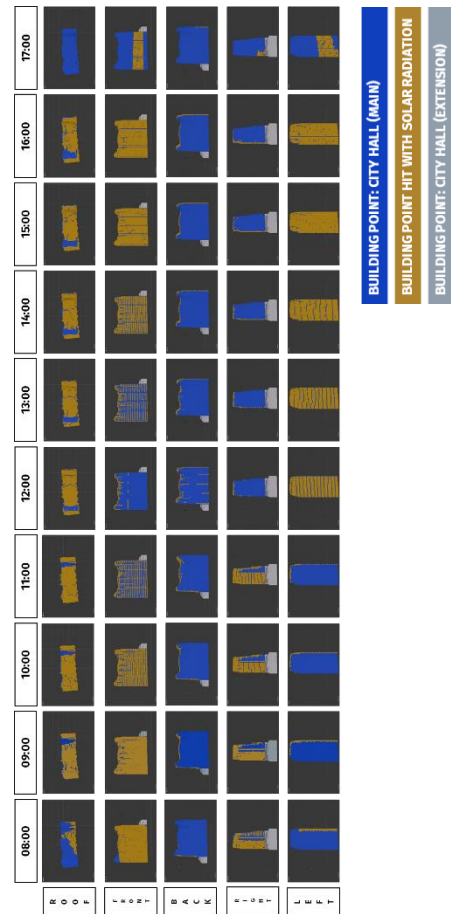 08:00
09:00
10:00
11:00
12:00
13:00
14:00
15:00
16:00
17:00
ROOF
FRONT
BACK
RIGHT
LEFT
BUILDING POINT: CITY HALL (MAIN)
BUILDING POINT HIT WITH SOLAR RADIATION
BUILDING POINT: CITY HALL (EXTENSION)